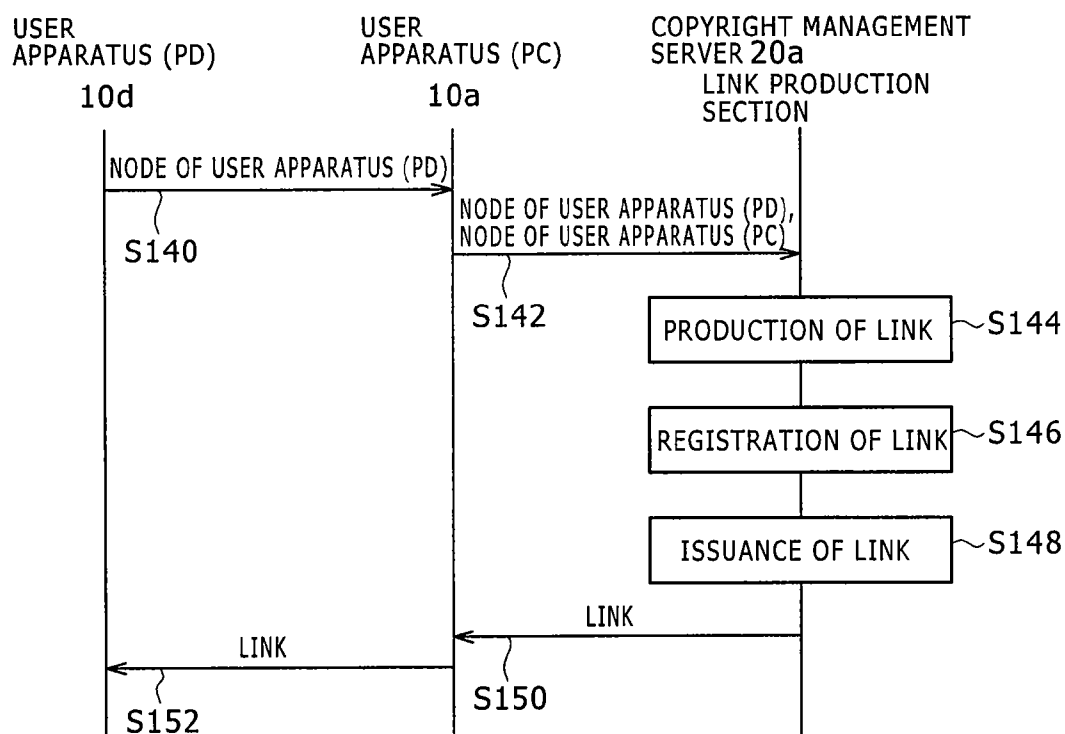 USER
APPARATUS (PD)
10d
USER
APPARATUS (PC)
10a
COPYRIGHT MANAGEMENT
SERVER 20a
LINK PRODUCTION
SECTION
NODE OF USER APPARATUS (PD)
S140
NODE OF USER APPARATUS (PD),
NODE OF USER APPARATUS (PC)
S142
PRODUCTION OF LINK
S144
REGISTRATION OF LINK
S146
ISSUANCE OF LINK
S148
LINK
S150
LINK
S152